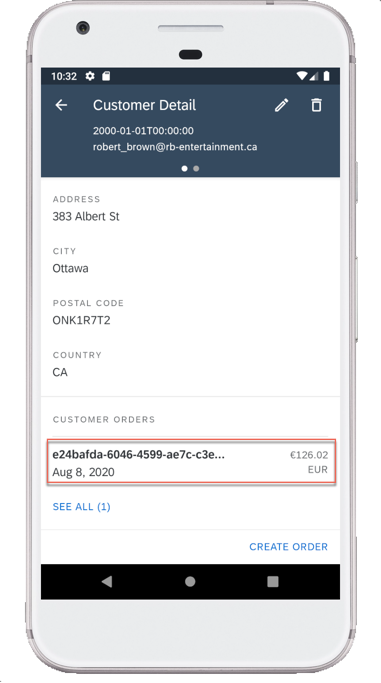 10:32
Customer Detail
2000-01-01T00:00:00
robert_brown@rb-entertainment.ca
ADDRESS
383 Albert St
CITY
Ottawa
POSTAL CODE
ONK1R7T2
COUNTRY
CA
CUSTOMER ORDERS
e24bafda-6046-4599-ae7c-c3e... €126.02
Aug 8, 2020 EUR
SEE ALL (1)
CREATE ORDER